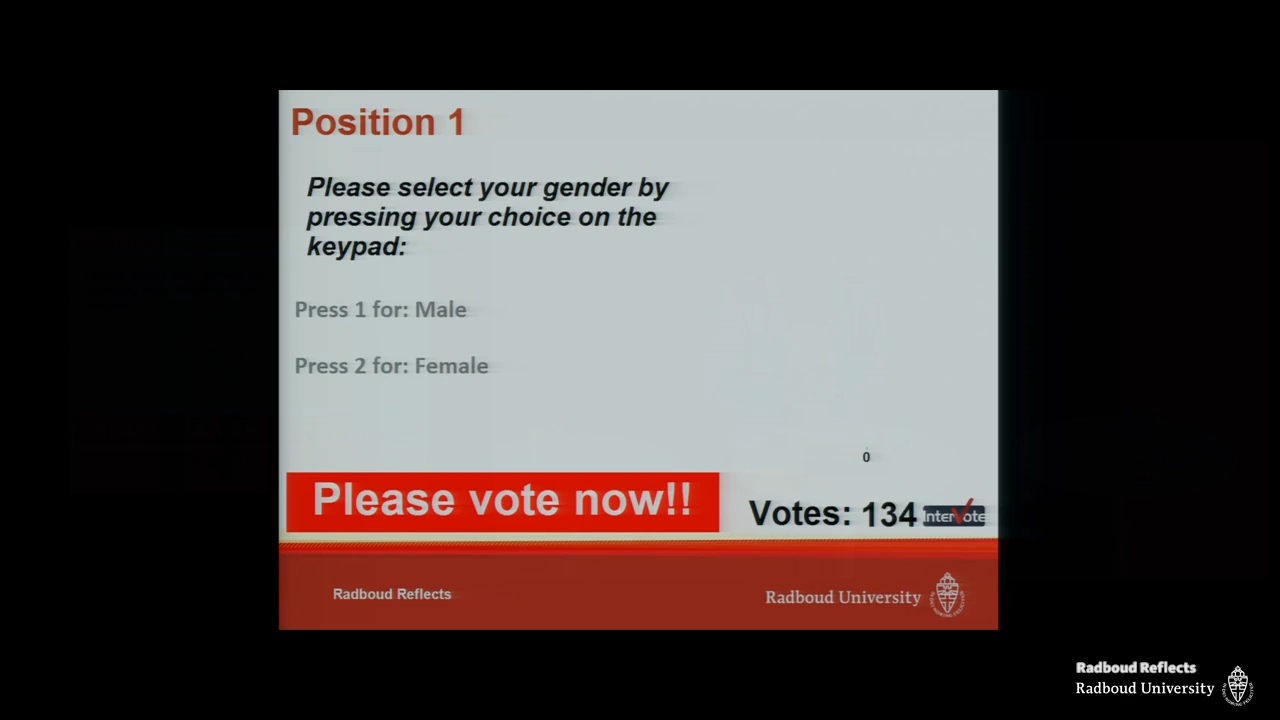 Position 1
Please select your gender by
pressing your choice on the
keypad:
Press 1 for: Male
Press 2 for: Female
0
Please vote now!!
Votes: 134
InterVote
Radboud Reflects
Radboud University
Radboud Reflects
Radboud University